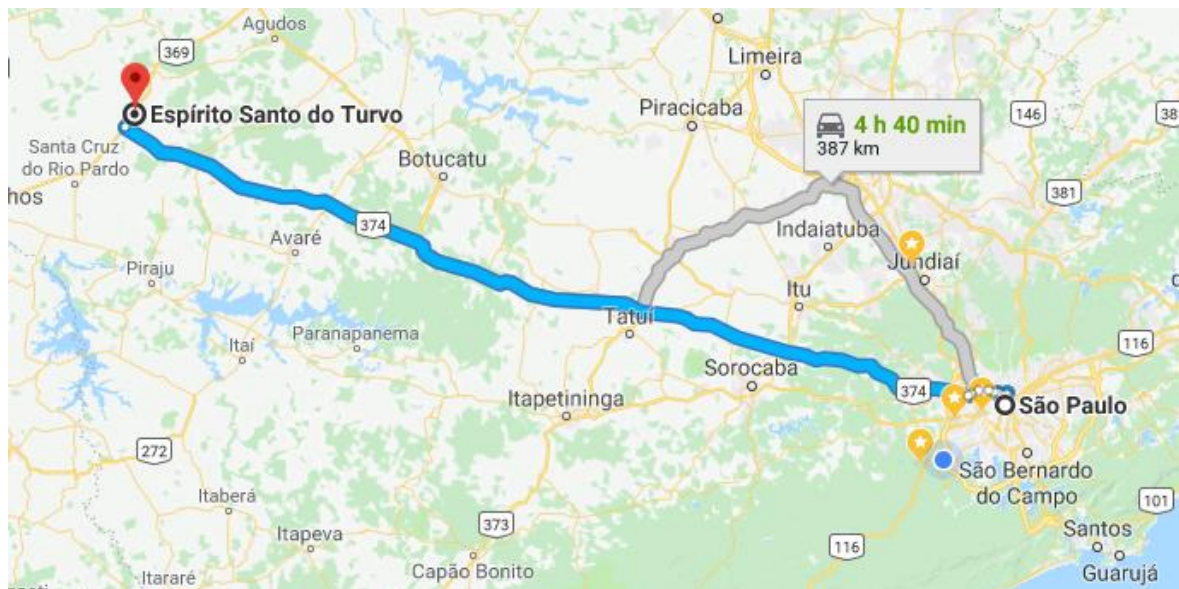 Agudos
369
Limeira
Espírito Santo do Turvo
Piracicaba
4 h 40 min
387 km
146
Santa Cruz
do Rio Pardo
Botucatu
381
hos
374
Indaiatuba
Avaré
Jundiaí
Piraju
Itu
Tatuí
Paranapanema
Itaí
116
Sorocaba
374
Itapetininga
São Paulo
272
São Bernardo
do Campo
Itaberá
101
373
Itapeva
116
Santos
Capão Bonito
Guarujá
Itararé